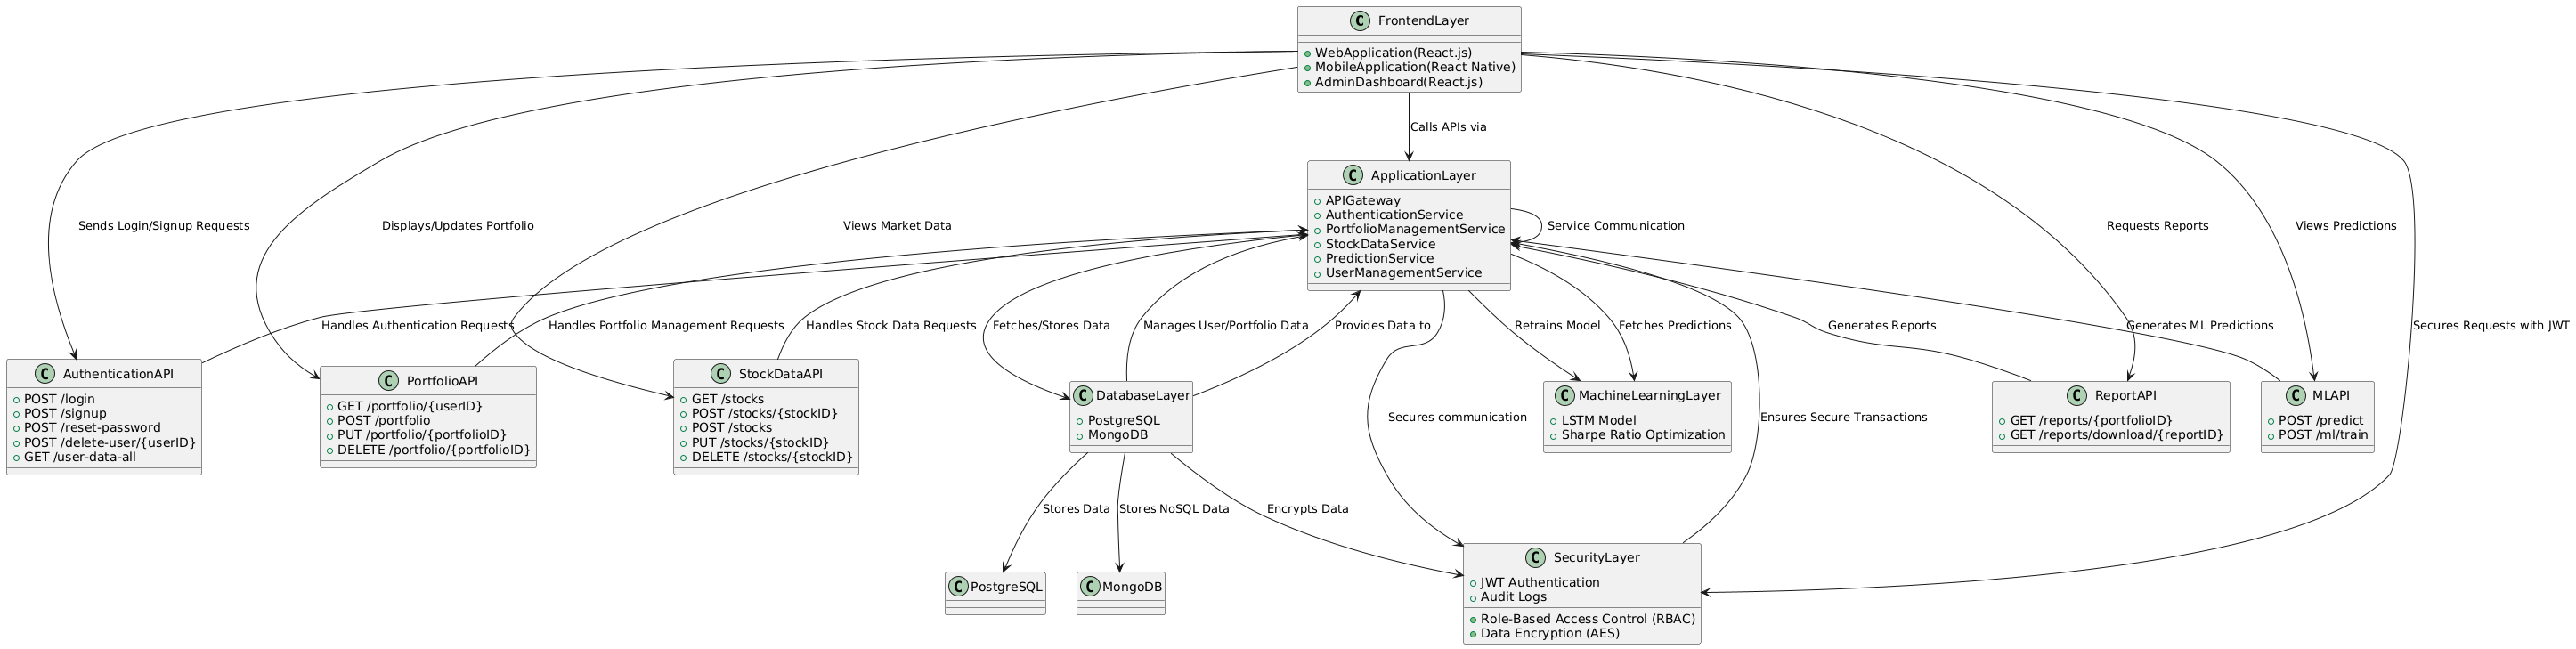 C FrontendLayer
WebApplication(React.js)
MobileApplication(React Native)
AdminDashboard(React.js)
Calls APIs via
C ApplicationLayer
APIGateway
AuthenticationService
PortfolioManagementService
StockDataService
PredictionService
UserManagementService
Service Communication
Sends Login/Signup Requests
Displays/Updates Portfolio
Views Market Data
Requests Reports
Views Predictions
Handles Authentication Requests
Handles Portfolio Management Requests
Handles Stock Data Requests
Fetches/Stores Data
Manages User/Portfolio Data
Provides Data to
Retrains Model
Fetches Predictions
Generates Reports
Generates ML Predictions
Secures Requests with JWT
C AuthenticationAPI
POST /login
POST /signup
POST /reset-password
POST /delete-user/{userID}
GET /user-data-all
C PortfolioAPI
GET /portfolio/{userID}
POST /portfolio
PUT /portfolio/{portfolioID}
DELETE /portfolio/{portfolioID}
C StockDataAPI
GET /stocks
POST /stocks/{stockID}
POST /stocks
PUT /stocks/{stockID}
DELETE /stocks/{stockID}
C DatabaseLayer
PostgreSQL
MongoDB
Secures communication
C MachineLearningLayer
LSTM Model
Sharpe Ratio Optimization
Ensures Secure Transactions
C ReportAPI
GET /reports/{portfolioID}
GET /reports/download/{reportID}
C MLAPI
POST /predict
POST /ml/train
Stores Data
Stores NoSQL Data
Encrypts Data
C PostgreSQL
C MongoDB
C SecurityLayer
JWT Authentication
Audit Logs
Role-Based Access Control (RBAC)
Data Encryption (AES)